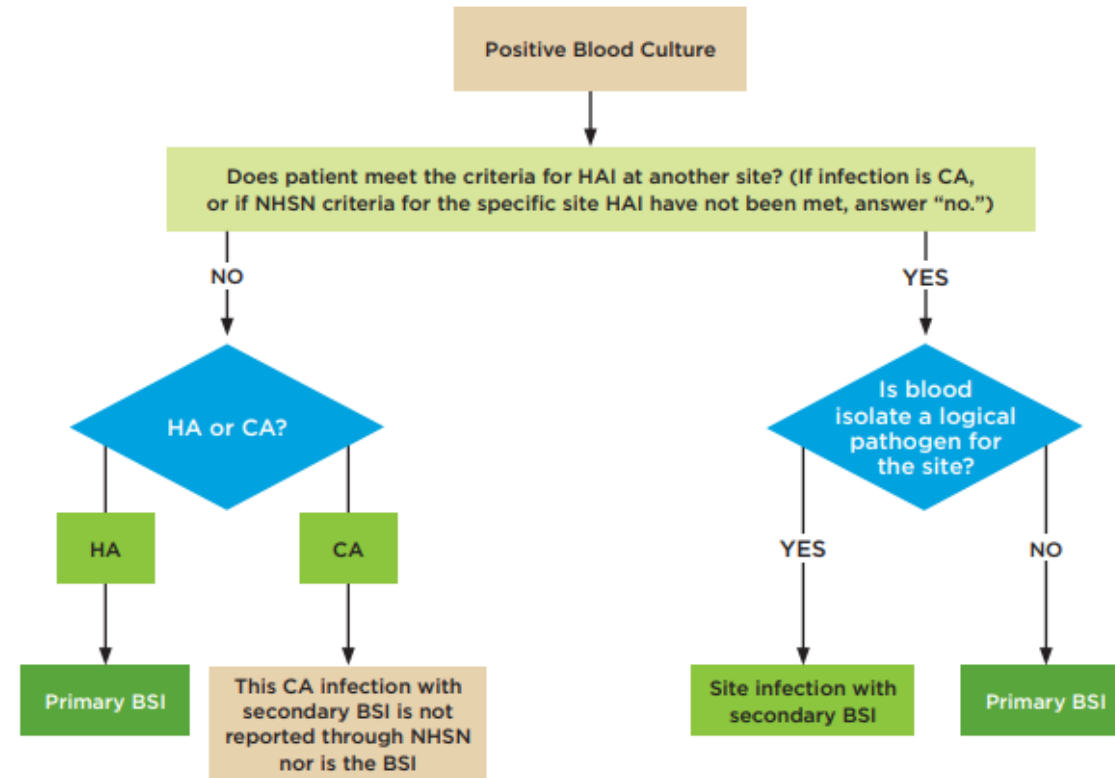 Positive Blood Culture
Does patient meet the criteria for HAI at another site? (If infection is CA,
or if NHSN criteria for the specific site HAI have not been met, answer “no.”)
NO
YES
HA or CA?
Is blood
isolate a logical
pathogen for
the site?
HA
CA
YES
NO
Primary BSI
This CA infection with
secondary BSI is not
reported through NHSN
nor is the BSI
Site infection with
secondary BSI
Primary BSI